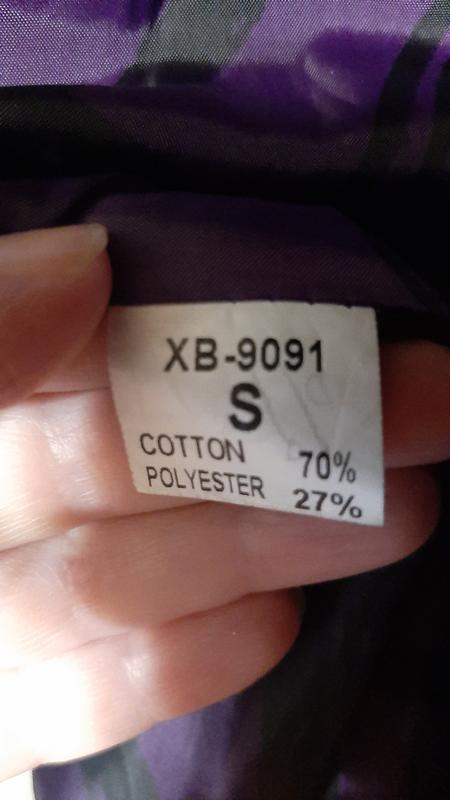 XB-9091
S
COTTON 70%
POLYESTER 27%